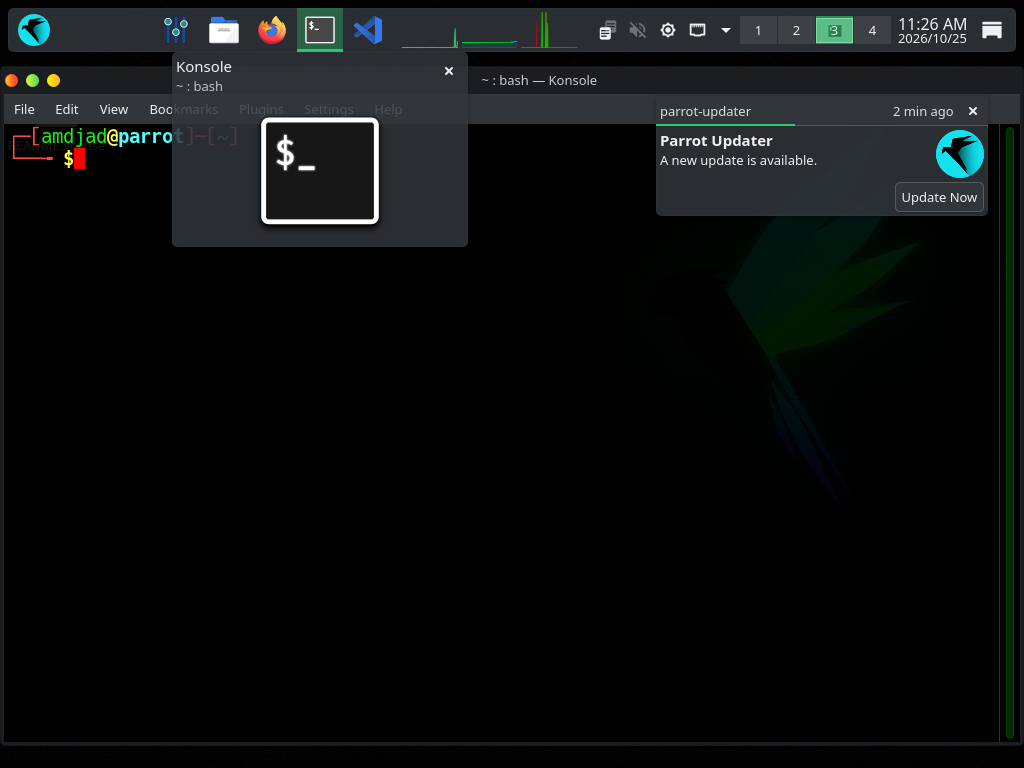 1 2 3 4
11:26 AM
2026/10/25
Konsole
~ : bash
~ : bash — Konsole
File Edit View Bookmarks Plugins Settings Help
┌─[amdjad@parrot]─[~]
└──╼ $
$_
parrot-updater 2 min ago
Parrot Updater
A new update is available.
Update Now